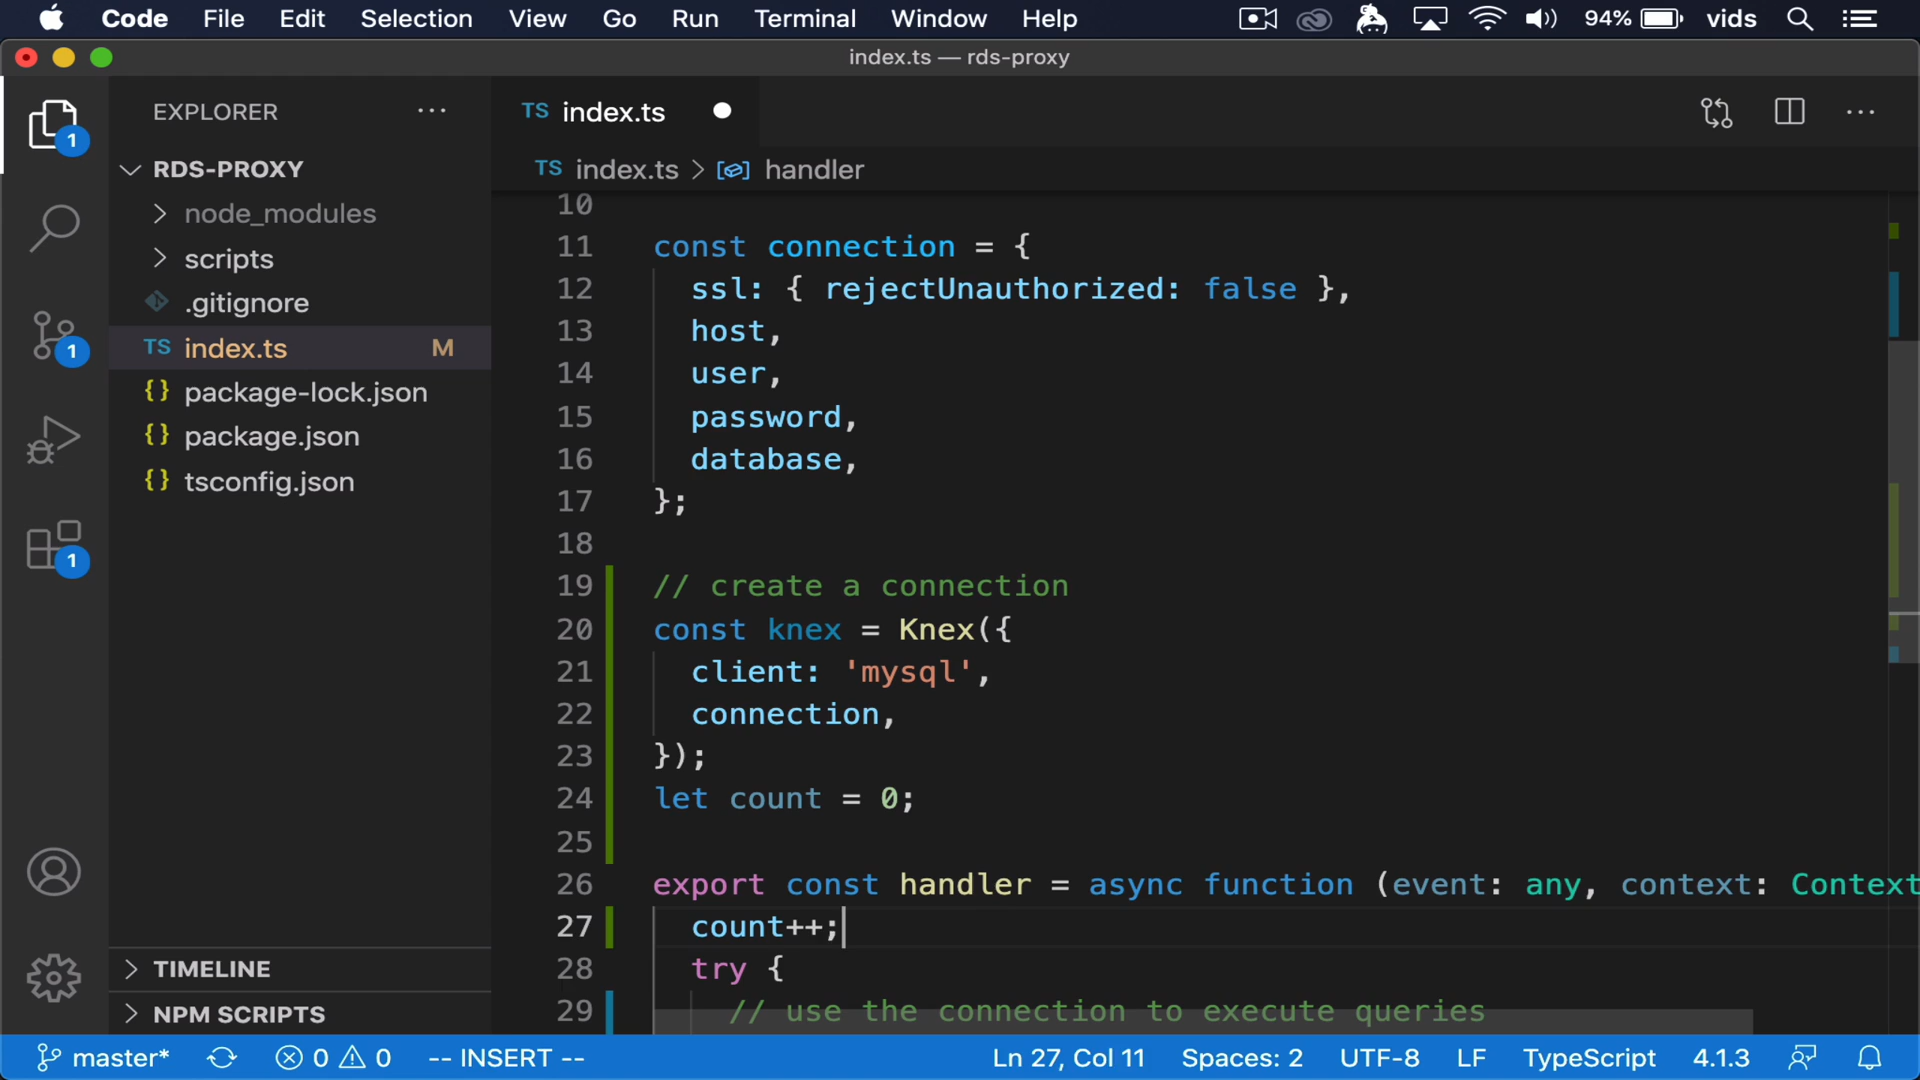 Code File Edit Selection View Go Run Terminal Window Help 94% vids
index.ts — rds-proxy
EXPLORER ···
TS index.ts
TS index.ts > handler
RDS-PROXY
node_modules
scripts
.gitignore
TS index.ts M
{} package-lock.json
{} package.json
{} tsconfig.json
TIMELINE
NPM SCRIPTS
1
1
1
10
11 const connection = {
12 ssl: { rejectUnauthorized: false },
13 host,
14 user,
15 password,
16 database,
17 };
18
19 // create a connection
20 const knex = Knex({
21 client: 'mysql',
22 connection,
23 });
24 let count = 0;
25
26 export const handler = async function (event: any, context: Context
27 count++;
28 try {
29 // use the connection to execute queries
master* 0 0 -- INSERT -- Ln 27, Col 11 Spaces: 2 UTF-8 LF TypeScript 4.1.3